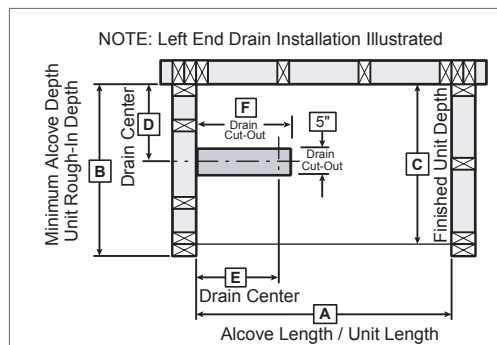 NOTE: Left End Drain Installation Illustrated
Minimum Alcove Depth
Unit Rough-In Depth
B
Drain Center
D
F
Drain
Cut-Out
5"
Drain
Cut-Out
C
Finished Unit Depth
E
Drain Center
A
Alcove Length / Unit Length